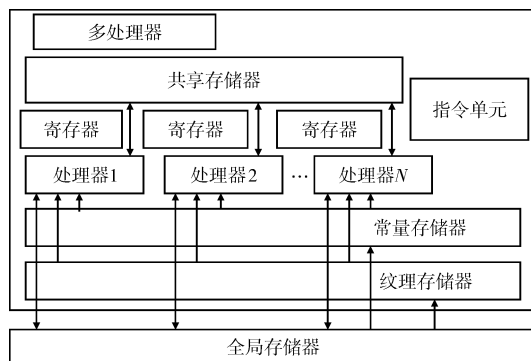 多处理器
共享存储器
指令单元
寄存器
寄存器
寄存器
处理器1
处理器2
…
处理器N
常量存储器
纹理存储器
全局存储器